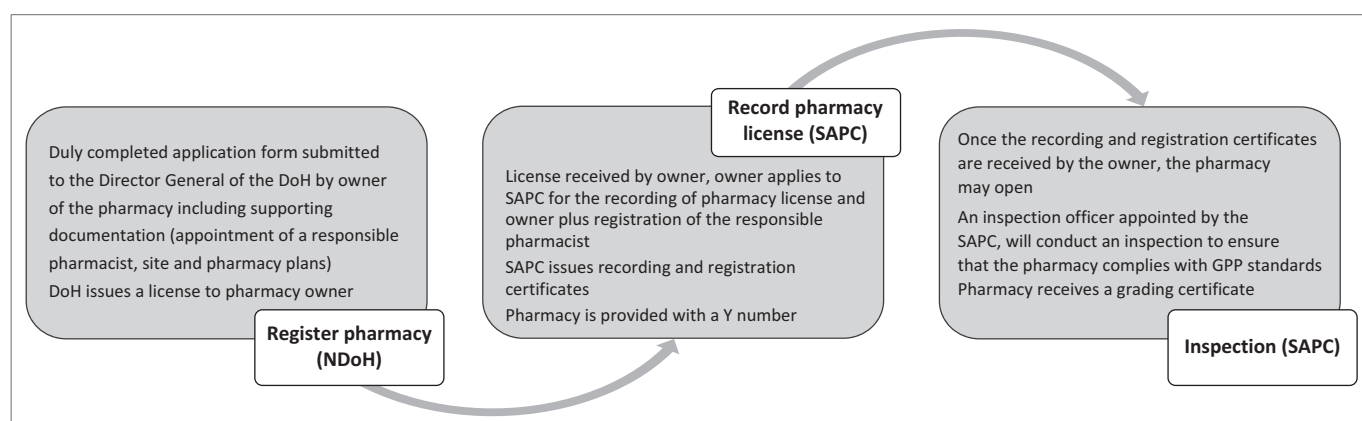 Duly completed application form submitted
to the Director General of the DoH by owner
of the pharmacy including supporting
documentation (appointment of a responsible
pharmacist, site and pharmacy plans)
DoH issues a license to pharmacy owner
Register pharmacy
(NDoH)
Record pharmacy
license (SAPC)
License received by owner, owner applies to
SAPC for the recording of pharmacy license and
owner plus registration of the responsible
pharmacist
SAPC issues recording and registration
certificates
Pharmacy is provided with a Y number
Once the recording and registration certificates
are received by the owner, the pharmacy
may open
An inspection officer appointed by the
SAPC, will conduct an inspection to ensure
that the pharmacy complies with GPP standards
Pharmacy receives a grading certificate
Inspection (SAPC)